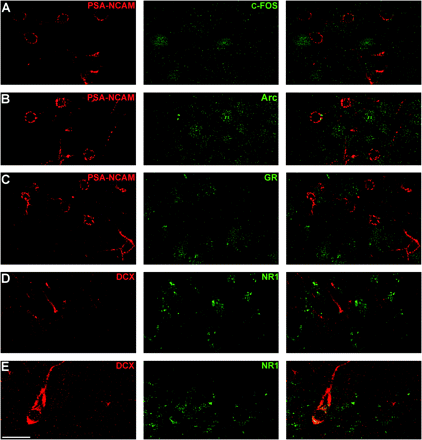 A PSA-NCAM c-FOS
B PSA-NCAM Arc
C PSA-NCAM GR
D DCX NR1
E DCX NR1